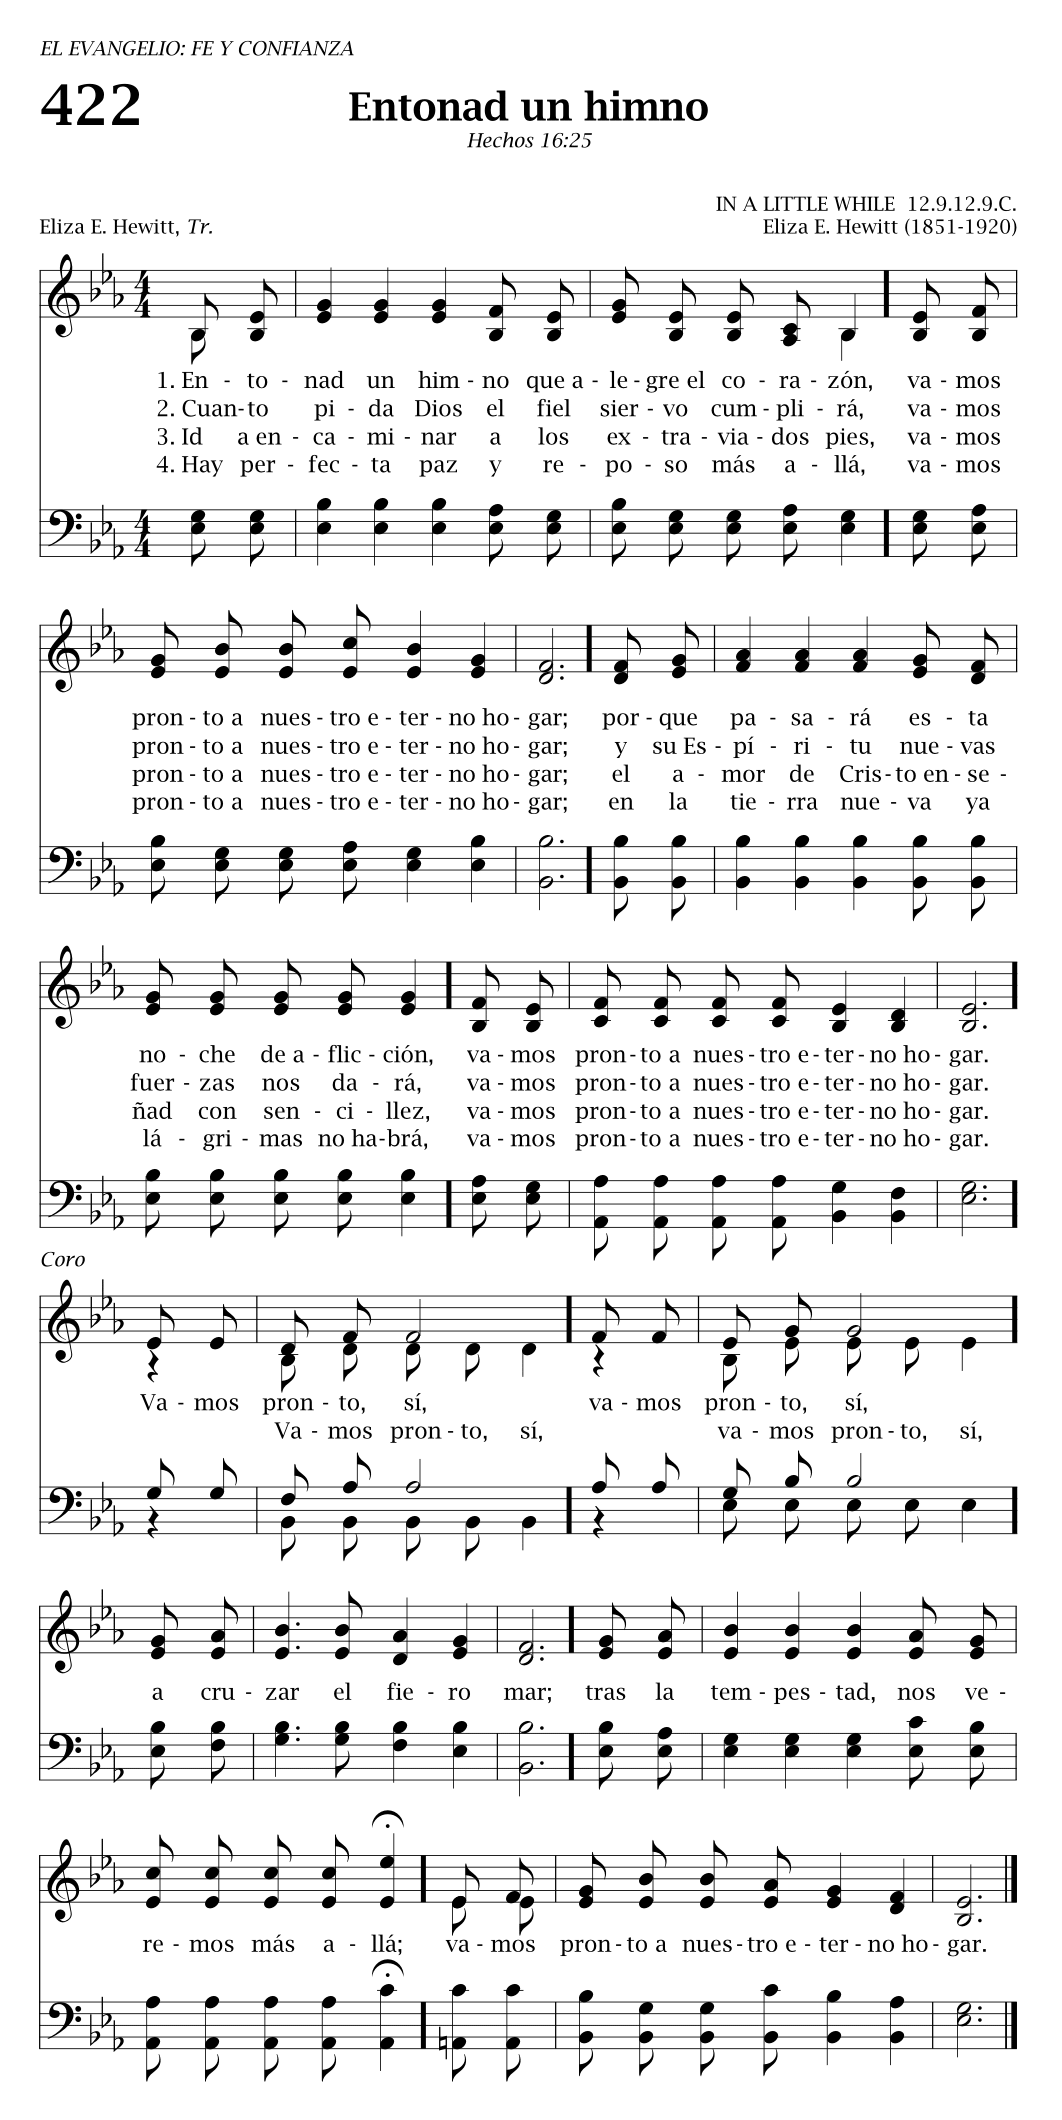 EL EVANGELIO: FE Y CONFIANZA
422
Entonad un himno
Hechos 16:25
IN A LITTLE WHILE 12.9.12.9.C.
Eliza E. Hewitt, Tr.
Eliza E. Hewitt (1851-1920)
1. En - to - nad un him - no que a - le - gre el co - ra - zón, va - mos
2. Cuan - to pi - da Dios el fiel sier - vo cum - pli - rá, va - mos
3. Id a en - ca - mi - nar a los ex - tra - via - dos pies, va - mos
4. Hay per - fec - ta paz y re - po - so más a - llá, va - mos
pron - to a nues - tro e - ter - no ho - gar; por - que pa - sa - rá es - ta
pron - to a nues - tro e - ter - no ho - gar; y su Es - pí - ri - tu nue - vas
pron - to a nues - tro e - ter - no ho - gar; el a - mor de Cris - to en - se -
pron - to a nues - tro e - ter - no ho - gar; en la tie - rra nue - va ya
no - che de a - flic - ción, va - mos pron - to a nues - tro e - ter - no ho - gar.
fuer - zas nos da - rá, va - mos pron - to a nues - tro e - ter - no ho - gar.
ñad con sen - ci - llez, va - mos pron - to a nues - tro e - ter - no ho - gar.
lá - gri - mas no ha - brá, va - mos pron - to a nues - tro e - ter - no ho - gar.
Coro
Va - mos pron - to, sí, va - mos pron - to, sí,
Va - mos pron - to, sí, va - mos pron - to, sí,
a cru - zar el fie - ro mar; tras la tem - pes - tad, nos ve -
re - mos más a - llá; va - mos pron - to a nues - tro e - ter - no ho - gar.